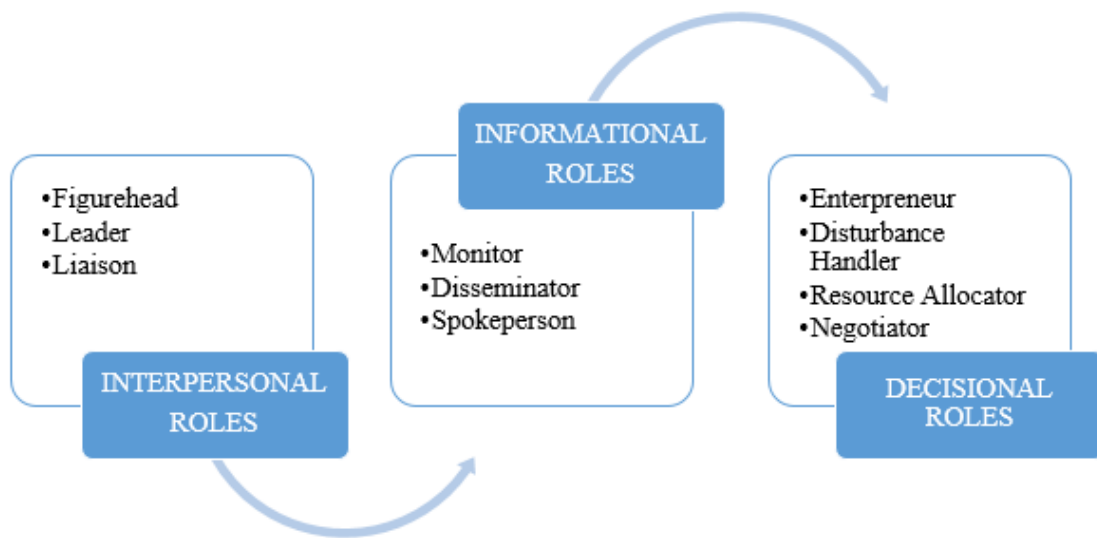 •Figurehead
•Leader
•Liaison
INTERPERSONAL
ROLES
INFORMATIONAL
ROLES
•Monitor
•Disseminator
•Spokeperson
•Enterpreneur
•Disturbance
Handler
•Resource Allocator
•Negotiator
DECISIONAL
ROLES